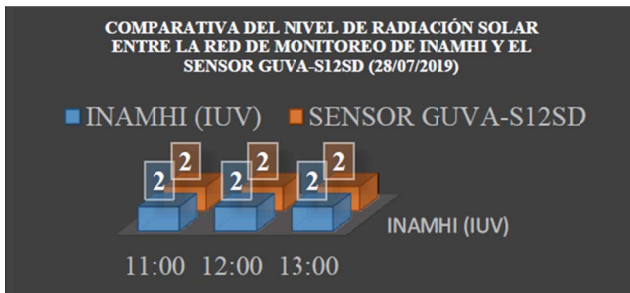 COMPARATIVA DEL NIVEL DE RADIACIÓN SOLAR
ENTRE LA RED DE MONITOREO DE INAMHI Y EL
SENSOR GUVA-S12SD (28/07/2019)
INAMHI (IUV) SENSOR GUVA-S12SD
2 2 2
2 2 2
INAMHI (IUV)
11:00 12:00 13:00